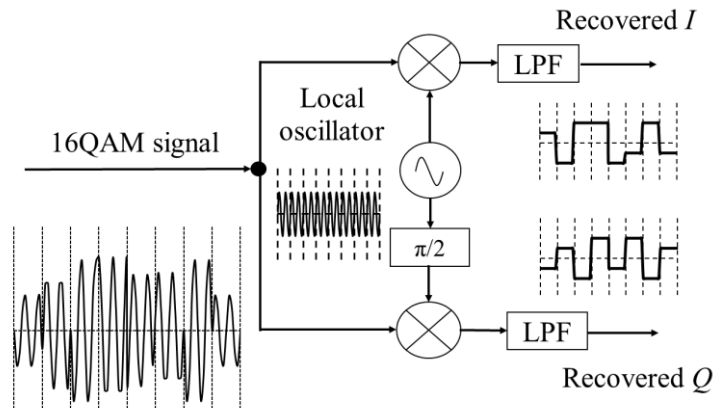 Recovered I
LPF
Local
oscillator
16QAM signal
π/2
LPF
Recovered Q